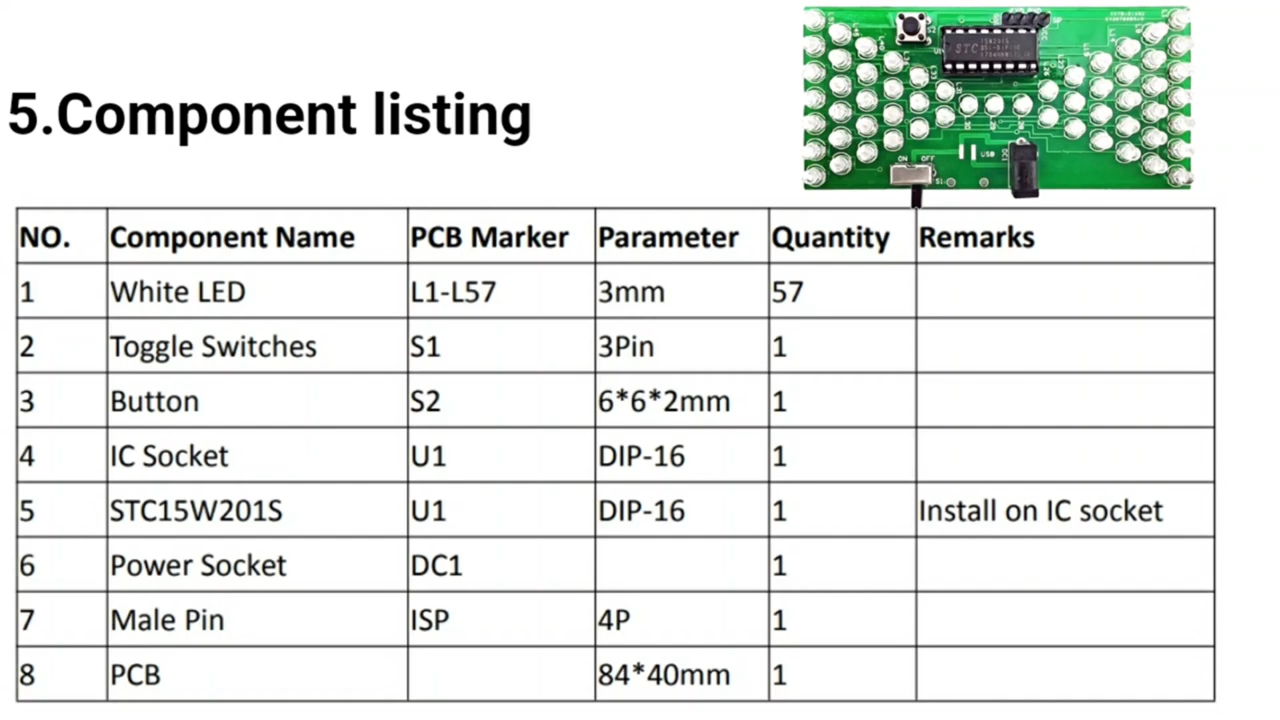 5.Component listing
NO. Component Name PCB Marker Parameter Quantity Remarks
1 White LED L1-L57 3mm 57
2 Toggle Switches S1 3Pin 1
3 Button S2 6*6*2mm 1
4 IC Socket U1 DIP-16 1
5 STC15W201S U1 DIP-16 1 Install on IC socket
6 Power Socket DC1 1
7 Male Pin ISP 4P 1
8 PCB 84*40mm 1
STC
ON OFF
S1
USB